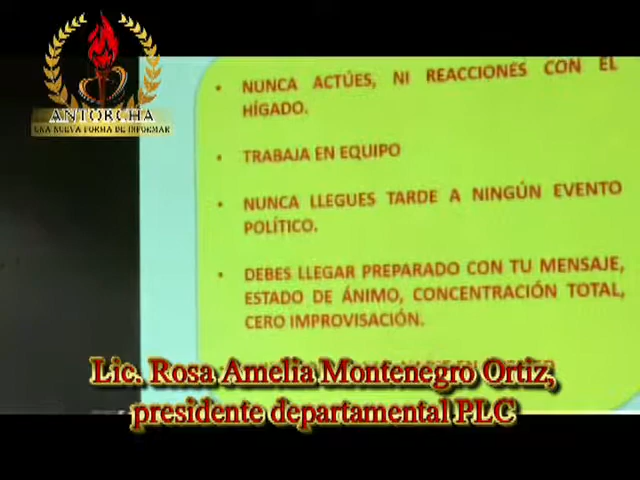 ANTORCHA
UNA NUEVA FORMA DE INFORMAR
• NUNCA ACTÚES, NI REACCIONES CON EL
HÍGADO.
• TRABAJA EN EQUIPO
• NUNCA LLEGUES TARDE A NINGÚN EVENTO
POLÍTICO.
• DEBES LLEGAR PREPARADO CON TU MENSAJE,
ESTADO DE ÁNIMO, CONCENTRACIÓN TOTAL,
CERO IMPROVISACIÓN.
Lic. Rosa Amelia Montenegro Ortiz,
presidente departamental PLC